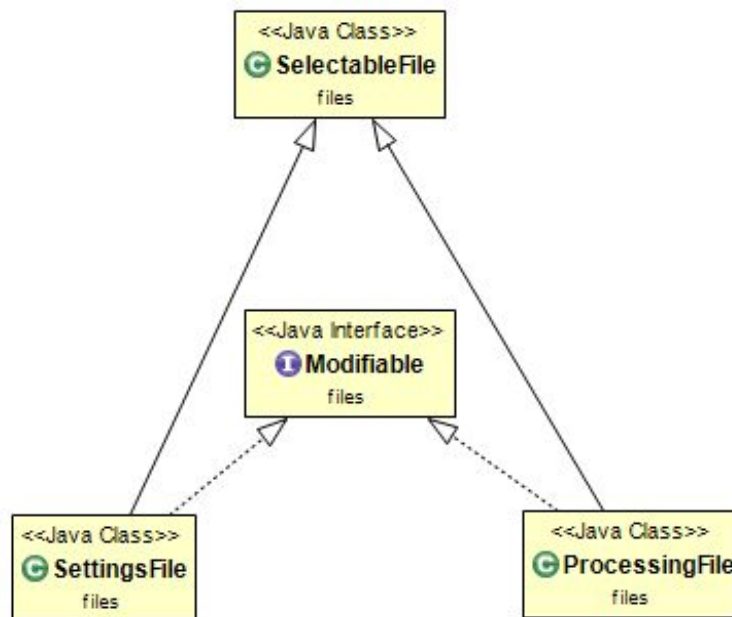 <<Java Class>>
SelectableFile
files
<<Java Interface>>
Modifiable
files
<<Java Class>>
SettingsFile
files
<<Java Class>>
ProcessingFile
files